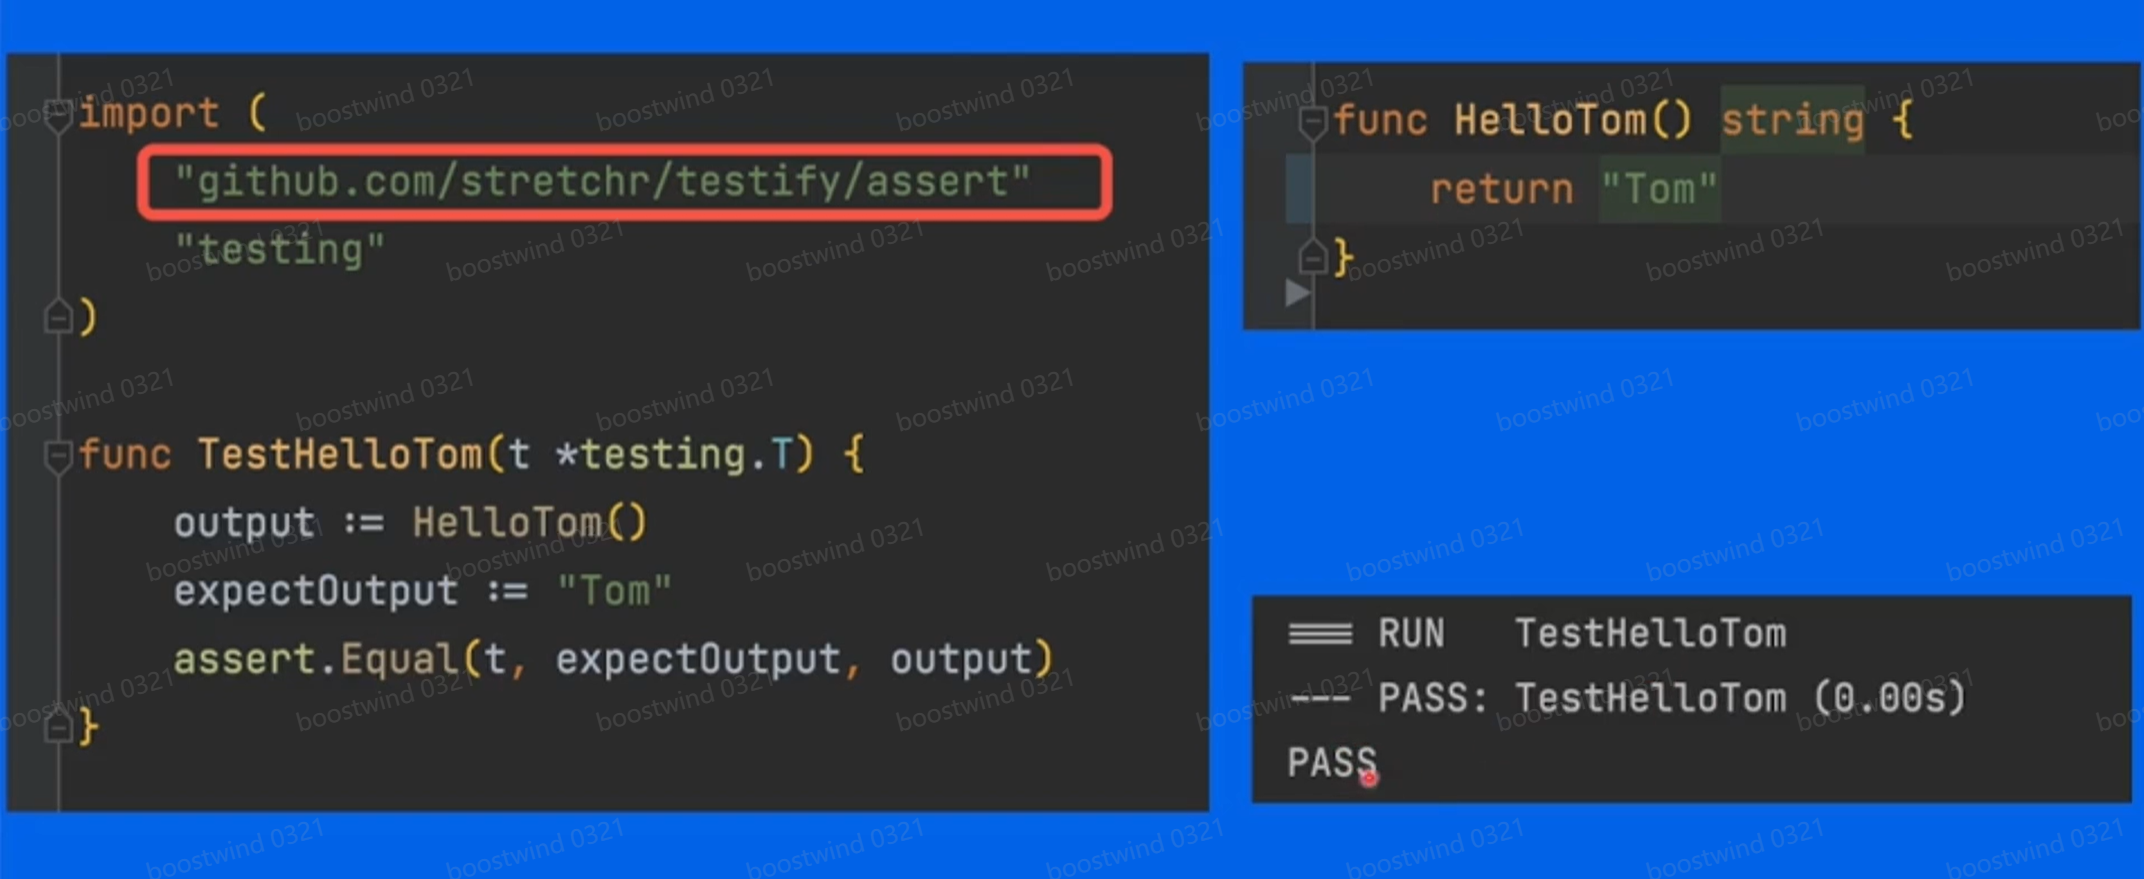 import (
"github.com/stretchr/testify/assert"
"testing"
)
func TestHelloTom(t *testing.T) {
output := HelloTom()
expectOutput := "Tom"
assert.Equal(t, expectOutput, output)
}
func HelloTom() string {
return "Tom"
}
=== RUN   TestHelloTom
--- PASS: TestHelloTom (0.00s)
PASS
boostwind 0321